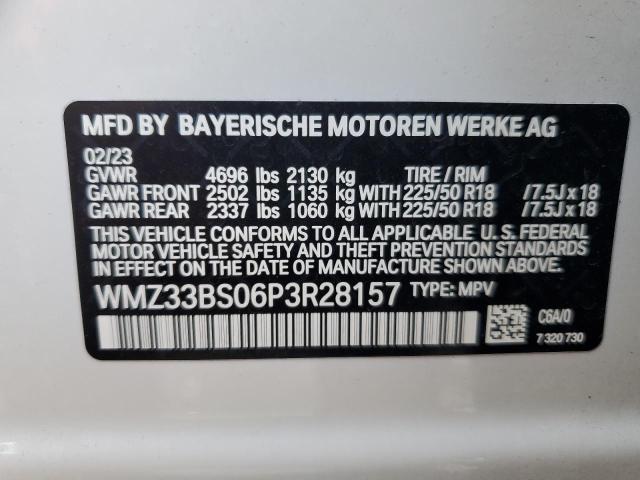 MFD BY BAYERISCHE MOTOREN WERKE AG
02/23
GVWR 4696 lbs 2130 kg TIRE / RIM
GAWR FRONT 2502 lbs 1135 kg WITH 225/50 R18 /7.5J x 18
GAWR REAR 2337 lbs 1060 kg WITH 225/50 R18 /7.5J x 18
THIS VEHICLE CONFORMS TO ALL APPLICABLE U. S. FEDERAL
MOTOR VEHICLE SAFETY AND THEFT PREVENTION STANDARDS
IN EFFECT ON THE DATE OF MANUFACTURE SHOWN ABOVE.
WMZ33BS06P3R28157 TYPE: MPV
C6A/0
7 320 730